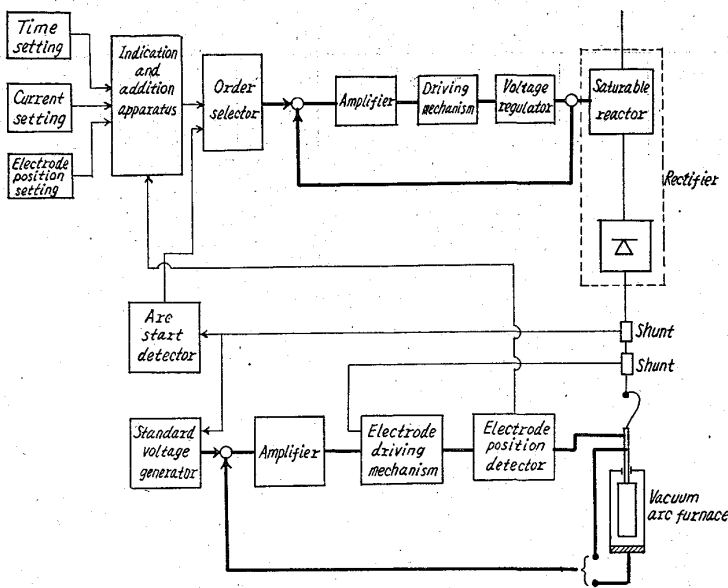 Time
setting
Current
setting
Electrode
position
setting
Indication
and
addition
apparatus
Order
selector
Amplifier
Driving
mechanism
Voltage
regulator
Saturable
reactor
Rectifier
Arc
start
detector
Shunt
Shunt
Standard
voltage
generator
Amplifier
Electrode
driving
mechanism
Electrode
position
detector
Vacuum
arc furnace